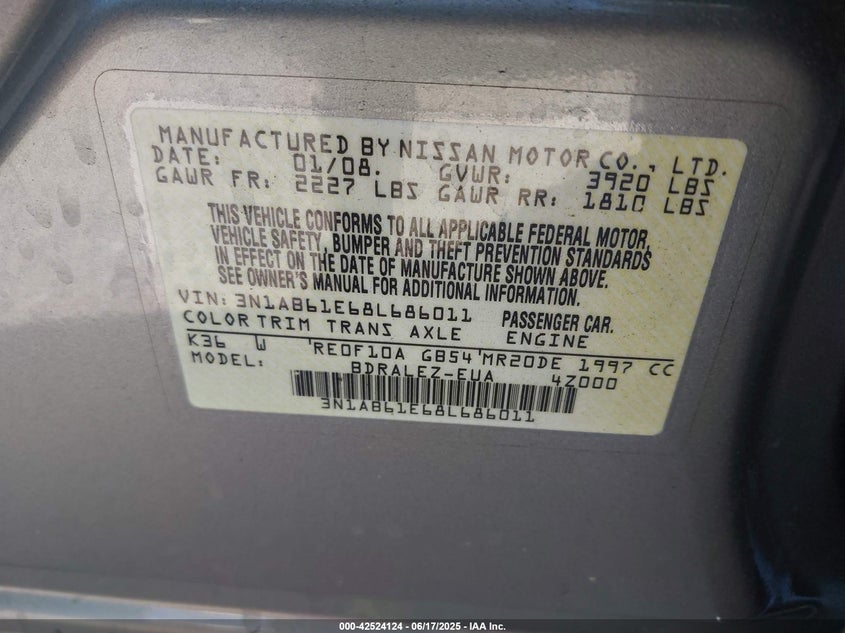 MANUFACTURED BY NISSAN MOTOR CO., LTD.
DATE: 01/08. GVWR: 3920 LBS
GAWR FR: 2227 LBS GAWR RR: 1810 LBS
THIS VEHICLE CONFORMS TO ALL APPLICABLE FEDERAL MOTOR,
VEHICLE SAFETY, BUMPER AND THEFT PREVENTION STANDARDS
IN EFFECT ON THE DATE OF MANUFACTURE SHOWN ABOVE.
SEE OWNER'S MANUAL FOR ADDITIONAL INFORMATION.
VIN: 3N1AB61E68L686011 PASSENGER CAR.
COLOR TRIM TRANS AXLE ENGINE
K36 W 'RE0F10A GB54'MR20DE 1997 CC
MODEL: BDRALEZ-EUA 4Z000
3N1AB61E68L686011
000-42524124 / 06/17/2025 - IAA Inc.